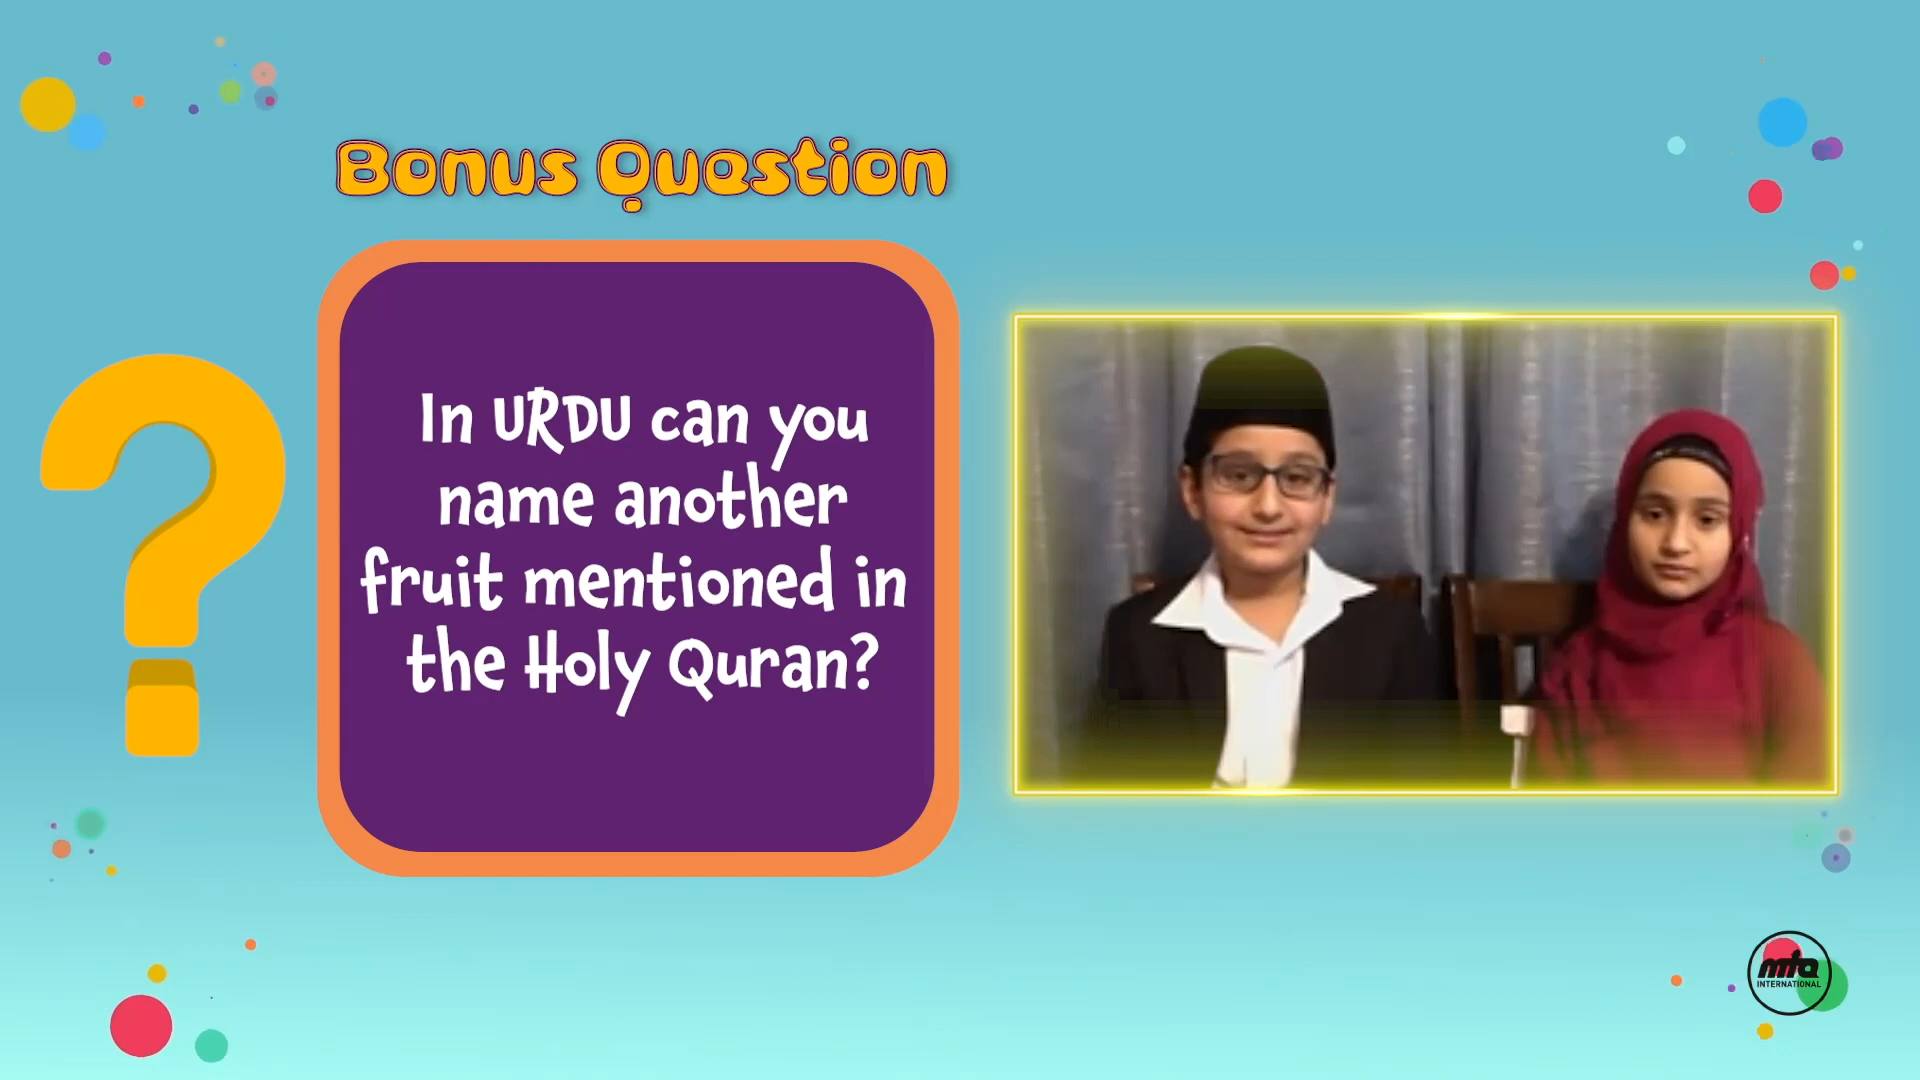 Bonus Question
In URDU can you
name another
fruit mentioned in
the Holy Quran?
mta
INTERNATIONAL